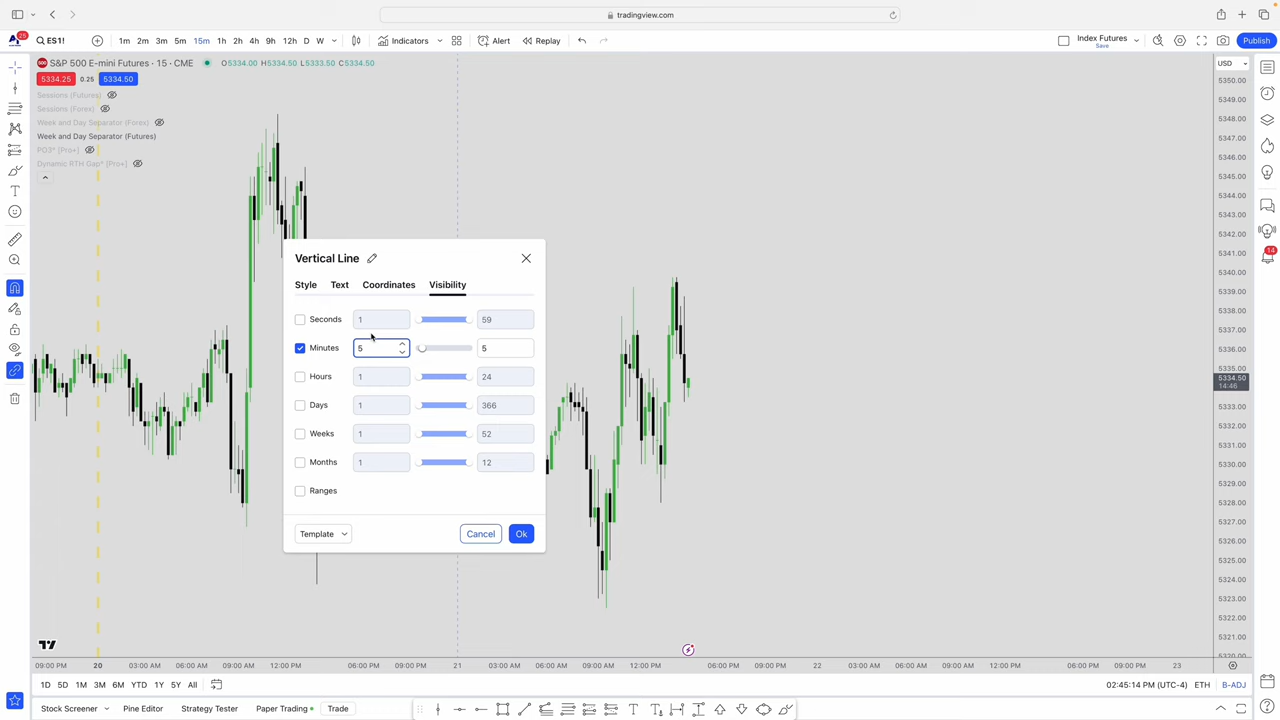 tradingview.com
25 ES1! 1m 2m 3m 5m 15m 1h 2h 4h 9h 12h D W Indicators Alert Replay Index Futures Save Publish
S&P 500 E-mini Futures · 15 · CME O5334.00 H5334.50 L5333.50 C5334.50 USD
5334.25 0.25 5334.50
Sessions (Futures)
Sessions (Forex)
Week and Day Separator (Forex)
Week and Day Separator (Futures)
PO3* [Pro+]
Dynamic RTH Gap* [Pro+]
5350.00
5349.00
5348.00
5347.00
5346.00
5345.00
5344.00
5343.00
5342.00
5341.00
5340.00
5339.00
5338.00
5337.00
5336.00
5335.00
5334.50
14:46
5333.00
5332.00
5331.00
5330.00
5329.00
5328.00
5327.00
5326.00
5325.00
5324.00
5323.00
5322.00
5321.00
5320.00
14
Vertical Line
Style Text Coordinates Visibility
Seconds 1 59
Minutes 5 5
Hours 1 24
Days 1 366
Weeks 1 52
Months 1 12
Ranges
Template Cancel Ok
09:00 PM 20 03:00 AM 06:00 AM 09:00 AM 12:00 PM 06:00 PM 09:00 PM 21 03:00 AM 06:00 AM 09:00 AM 12:00 PM 06:00 PM 09:00 PM 22 03:00 AM 06:00 AM 09:00 AM 12:00 PM 06:00 PM 09:00 PM 23
1D 5D 1M 3M 6M YTD 1Y 5Y All 02:45:14 PM (UTC-4) ETH B-ADJ
Stock Screener Pine Editor Strategy Tester Paper Trading Trade